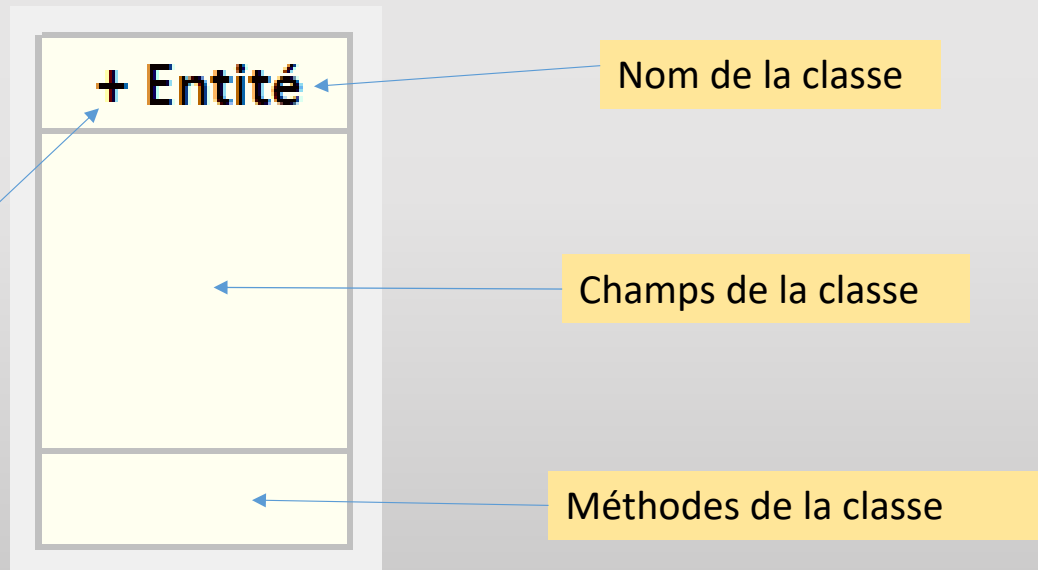 + Entité
Nom de la classe
Champs de la classe
Méthodes de la classe